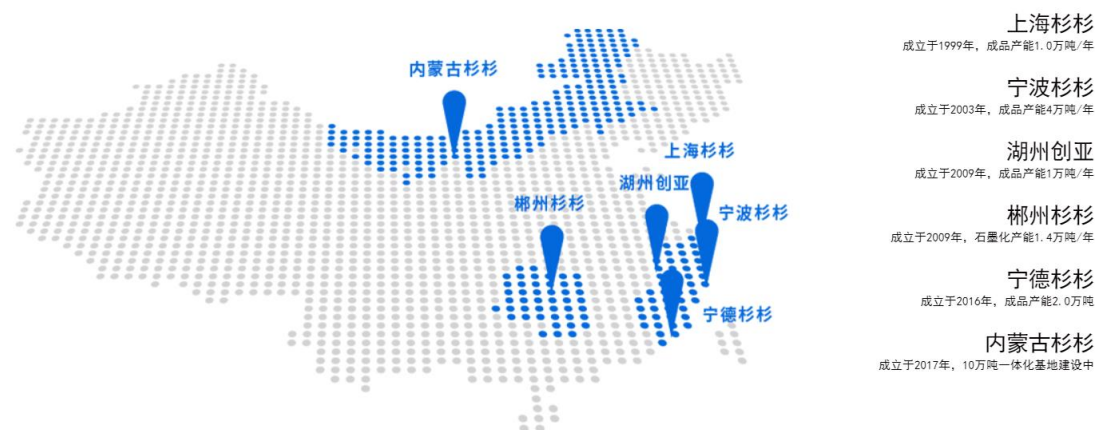 内蒙古杉杉
上海杉杉
湖州创亚
郴州杉杉
宁波杉杉
宁德杉杉
上海杉杉
成立于1999年，成品产能1.0万吨/年
宁波杉杉
成立于2003年，成品产能4万吨/年
湖州创亚
成立于2009年，成品产能1万吨/年
郴州杉杉
成立于2009年，石墨化产能1.4万吨/年
宁德杉杉
成立于2016年，成品产能2.0万吨
内蒙古杉杉
成立于2017年，10万吨一体化基地建设中